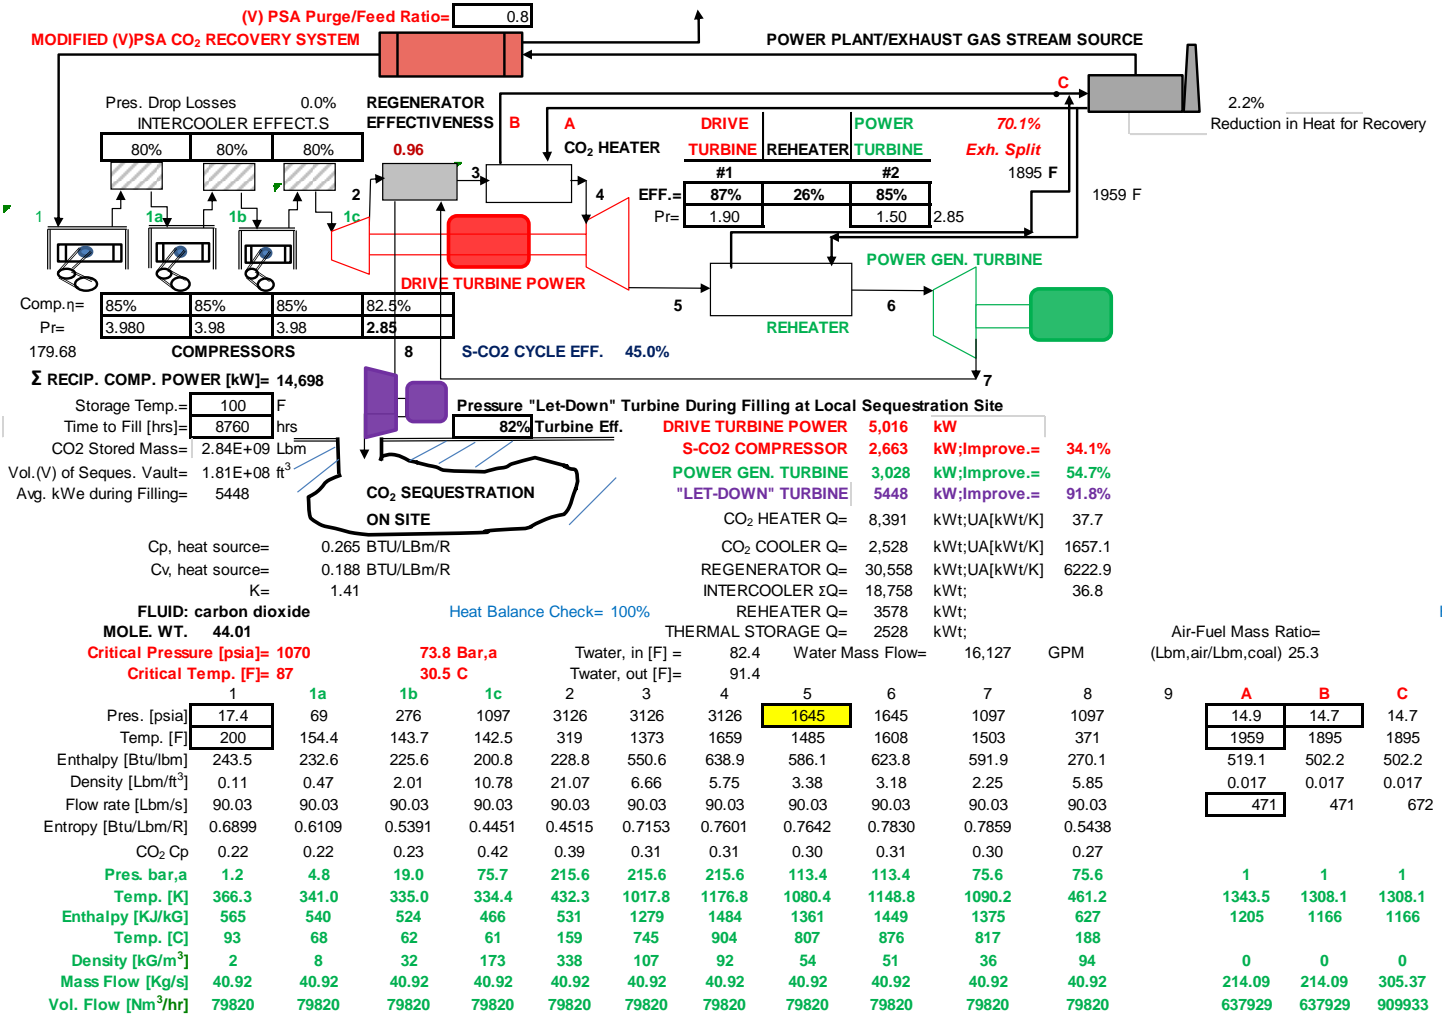 (V) PSA Purge/Feed Ratio= 0.8
MODIFIED (V)PSA CO2 RECOVERY SYSTEM
POWER PLANT/EXHAUST GAS STREAM SOURCE
C
Pres. Drop Losses 0.0%
INTERCOOLER EFFECT.S
80% 80% 80%
REGENERATOR
EFFECTIVENESS
0.96
B
A
CO2 HEATER
DRIVE POWER 70.1%
TURBINE REHEATER TURBINE Exh. Split
#1 #2 1895 F
EFF.= 87% 26% 85%
Pr= 1.90 1.50 2.85
2.2%
Reduction in Heat for Recovery
1959 F
1 1a 1b 1c 2 3 4
DRIVE TURBINE POWER
POWER GEN. TURBINE
5 6
REHEATER
Comp.η= 85% 85% 85% 82.5%
Pr= 3.980 3.98 3.98 2.85
179.68 COMPRESSORS 8 S-CO2 CYCLE EFF. 45.0%
7
Σ RECIP. COMP. POWER [kW]= 14,698
Storage Temp.= 100 F
Time to Fill [hrs]= 8760 hrs
CO2 Stored Mass= 2.84E+09 Lbm
Vol.(V) of Seques. Vault= 1.81E+08 ft3
Avg. kWe during Filling= 5448
Pressure "Let-Down" Turbine During Filling at Local Sequestration Site
82% Turbine Eff.
CO2 SEQUESTRATION
ON SITE
DRIVE TURBINE POWER 5,016 kW
S-CO2 COMPRESSOR 2,663 kW;Improve.= 34.1%
POWER GEN. TURBINE 3,028 kW;Improve.= 54.7%
"LET-DOWN" TURBINE 5448 kW;Improve.= 91.8%
CO2 HEATER Q= 8,391 kWt;UA[kWt/K] 37.7
CO2 COOLER Q= 2,528 kWt;UA[kWt/K] 1657.1
REGENERATOR Q= 30,558 kWt;UA[kWt/K] 6222.9
INTERCOOLER ΣQ= 18,758 kWt; 36.8
REHEATER Q= 3578 kWt;
THERMAL STORAGE Q= 2528 kWt;
Cp, heat source= 0.265 BTU/LBm/R
Cv, heat source= 0.188 BTU/LBm/R
K= 1.41
FLUID: carbon dioxide Heat Balance Check= 100%
MOLE. WT. 44.01
Air-Fuel Mass Ratio=
(Lbm,air/Lbm,coal) 25.3
Critical Pressure [psia]= 1070 73.8 Bar,a Twater, in [F] = 82.4 Water Mass Flow= 16,127 GPM
Critical Temp. [F]= 87 30.5 C Twater, out [F]= 91.4
1 1a 1b 1c 2 3 4 5 6 7 8 9 A B C
Pres. [psia] 17.4 69 276 1097 3126 3126 3126 1645 1645 1097 1097 14.9 14.7 14.7
Temp. [F] 200 154.4 143.7 142.5 319 1373 1659 1485 1608 1503 371 1959 1895 1895
Enthalpy [Btu/lbm] 243.5 232.6 225.6 200.8 228.8 550.6 638.9 586.1 623.8 591.9 270.1 519.1 502.2 502.2
Density [Lbm/ft3] 0.11 0.47 2.01 10.78 21.07 6.66 5.75 3.38 3.18 2.25 5.85 0.017 0.017 0.017
Flow rate [Lbm/s] 90.03 90.03 90.03 90.03 90.03 90.03 90.03 90.03 90.03 90.03 90.03 471 471 672
Entropy [Btu/Lbm/R] 0.6899 0.6109 0.5391 0.4451 0.4515 0.7153 0.7601 0.7642 0.7830 0.7859 0.5438
CO2 Cp 0.22 0.22 0.23 0.42 0.39 0.31 0.31 0.30 0.31 0.30 0.27
Pres. bar,a 1.2 4.8 19.0 75.7 215.6 215.6 215.6 113.4 113.4 75.6 75.6 1 1 1
Temp. [K] 366.3 341.0 335.0 334.4 432.3 1017.8 1176.8 1080.4 1148.8 1090.2 461.2 1343.5 1308.1 1308.1
Enthalpy [KJ/kG] 565 540 524 466 531 1279 1484 1361 1449 1375 627 1205 1166 1166
Temp. [C] 93 68 62 61 159 745 904 807 876 817 188
Density [kG/m3] 2 8 32 173 338 107 92 54 51 36 94 0 0 0
Mass Flow [Kg/s] 40.92 40.92 40.92 40.92 40.92 40.92 40.92 40.92 40.92 40.92 40.92 214.09 214.09 305.37
Vol. Flow [Nm3/hr] 79820 79820 79820 79820 79820 79820 79820 79820 79820 79820 79820 637929 637929 909933